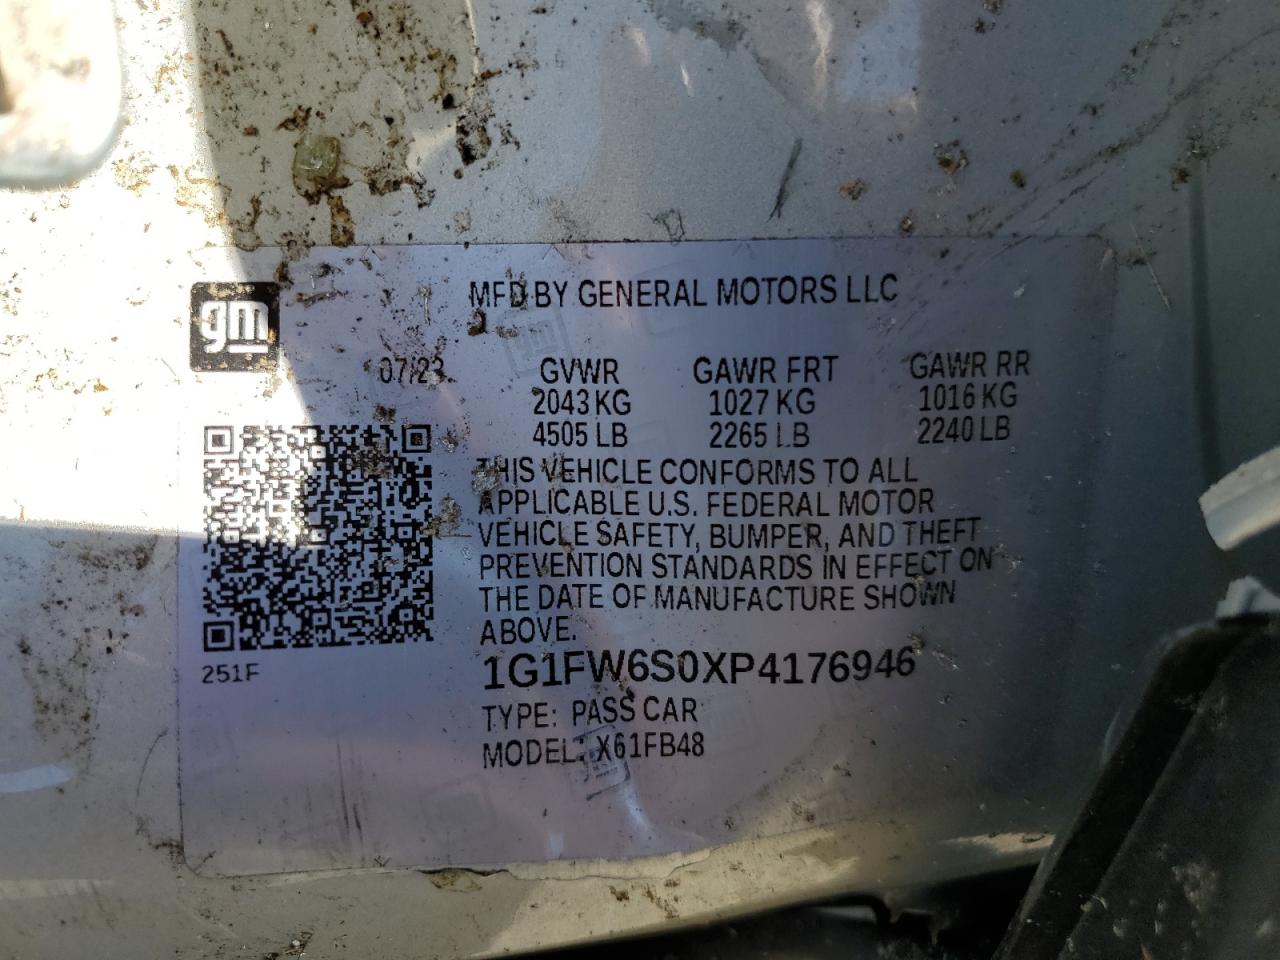 gm
MFD BY GENERAL MOTORS LLC
07/23 GVWR GAWR FRT GAWR RR
2043 KG 1027 KG 1016 KG
4505 LB 2265 LB 2240 LB
THIS VEHICLE CONFORMS TO ALL
APPLICABLE U.S. FEDERAL MOTOR
VEHICLE SAFETY, BUMPER, AND THEFT
PREVENTION STANDARDS IN EFFECT ON
THE DATE OF MANUFACTURE SHOWN
ABOVE.
251F
1G1FW6S0XP4176946
TYPE: PASS CAR
MODEL: X61FB48